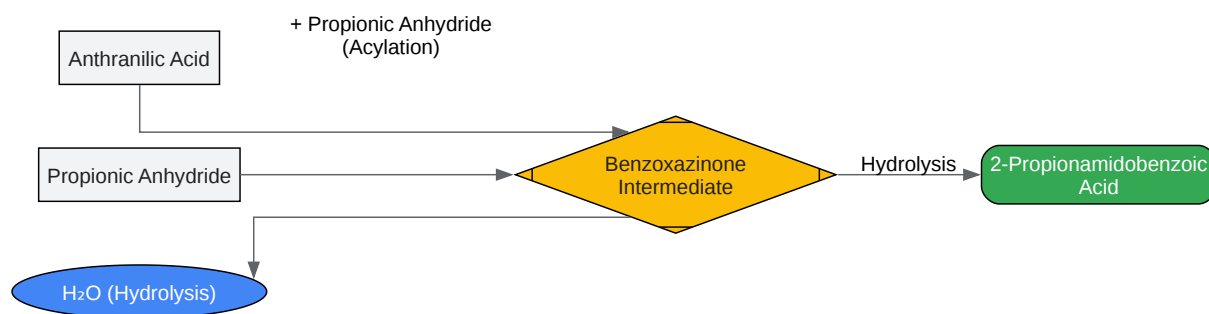 + Propionic Anhydride
(Acylation)
Anthranilic Acid
Propionic Anhydride
Benzoxazinone
Intermediate
Hydrolysis
2-Propionamidobenzoic
Acid
H₂O (Hydrolysis)